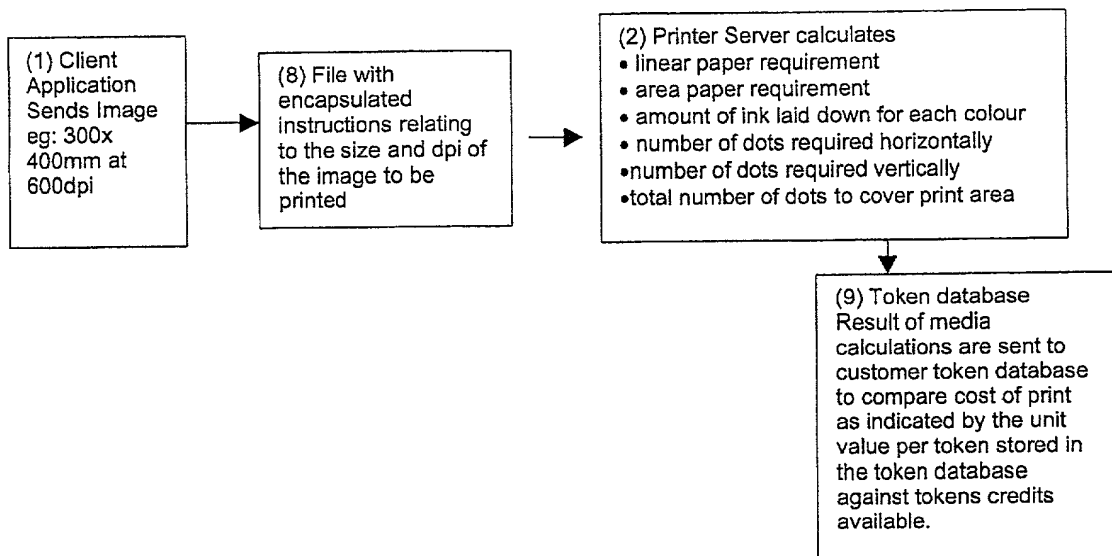 (1) Client
Application
Sends Image
eg: 300x
400mm at
600dpi
(8) File with
encapsulated
instructions relating
to the size and dpi of
the image to be
printed
(2) Printer Server calculates
• linear paper requirement
• area paper requirement
• amount of ink laid down for each colour
• number of dots required horizontally
•number of dots required vertically
•total number of dots to cover print area
(9) Token database
Result of media
calculations are sent to
customer token database
to compare cost of print
as indicated by the unit
value per token stored in
the token database
against tokens credits
available.